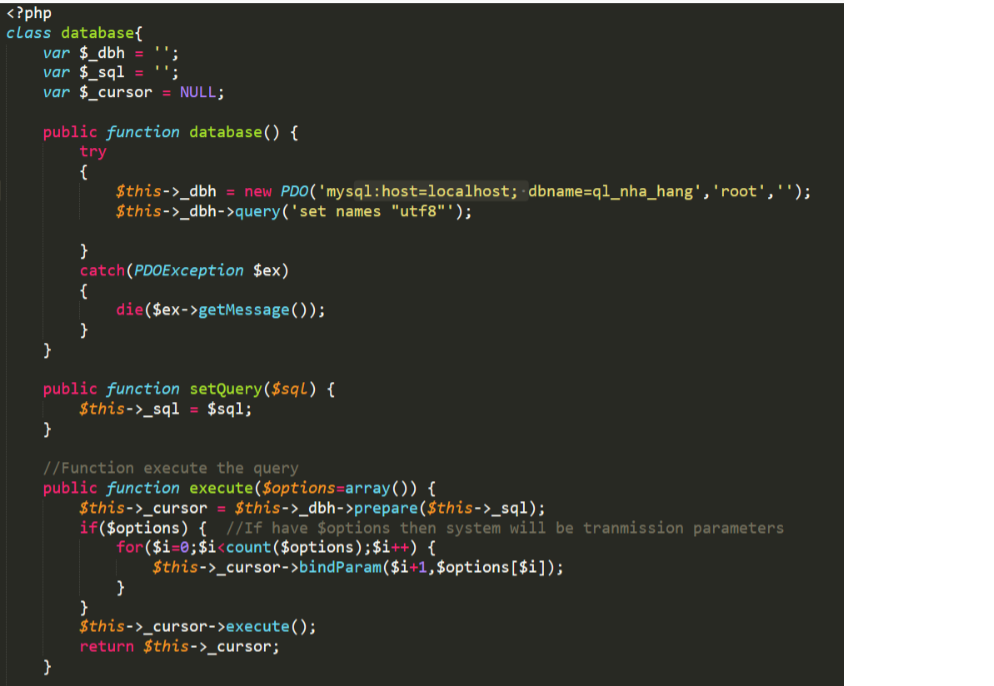 <?php
class database{
var $_dbh = '';
var $_sql = '';
var $_cursor = NULL;
public function database() {
try
{
$this->_dbh = new PDO('mysql:host=localhost; dbname=ql_nha_hang','root','');
$this->_dbh->query('set names "utf8"');
}
catch(PDOException $ex)
{
die($ex->getMessage());
}
}
public function setQuery($sql) {
$this->_sql = $sql;
}
//Function execute the query
public function execute($options=array()) {
$this->_cursor = $this->_dbh->prepare($this->_sql);
if($options) {  //If have $options then system will be tranmission parameters
for($i=0;$i<count($options);$i++) {
$this->_cursor->bindParam($i+1,$options[$i]);
}
}
$this->_cursor->execute();
return $this->_cursor;
}